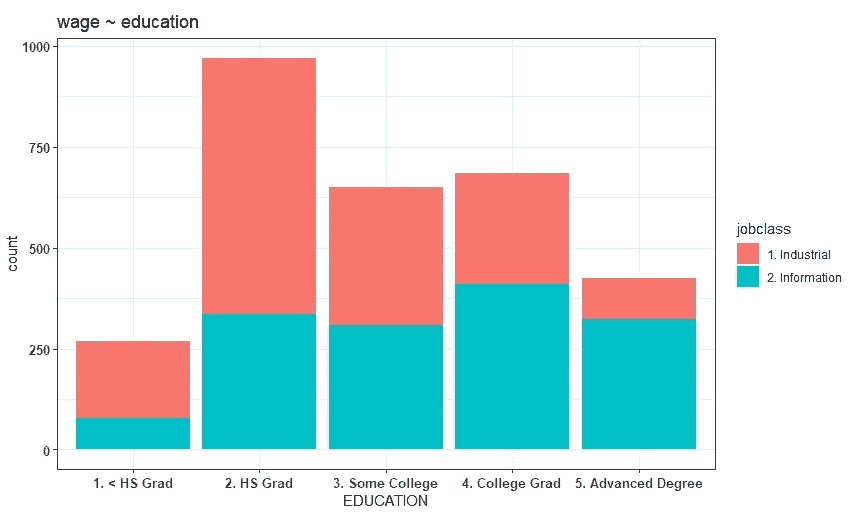 wage ~ education
1000
750
500
250
0
count
1. < HS Grad
2. HS Grad
3. Some College
4. College Grad
5. Advanced Degree
EDUCATION
jobclass
1. Industrial
2. Information